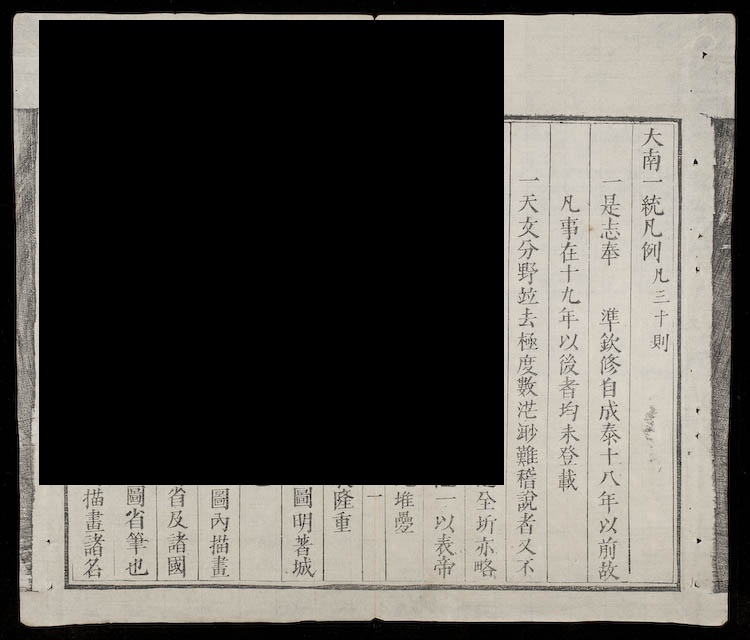 大南一統凡例凡三十則
一是志奉 準欽修自成泰十八年以前故
凡事在十九年以後者均未登載
一天文分野竝去極度數茫渺難稽說者又不
全圻亦略
一以表帝
堆疊
一
隆重
圖明著城
圖內描畫
省及諸國
圖省筆也
描畫諸名